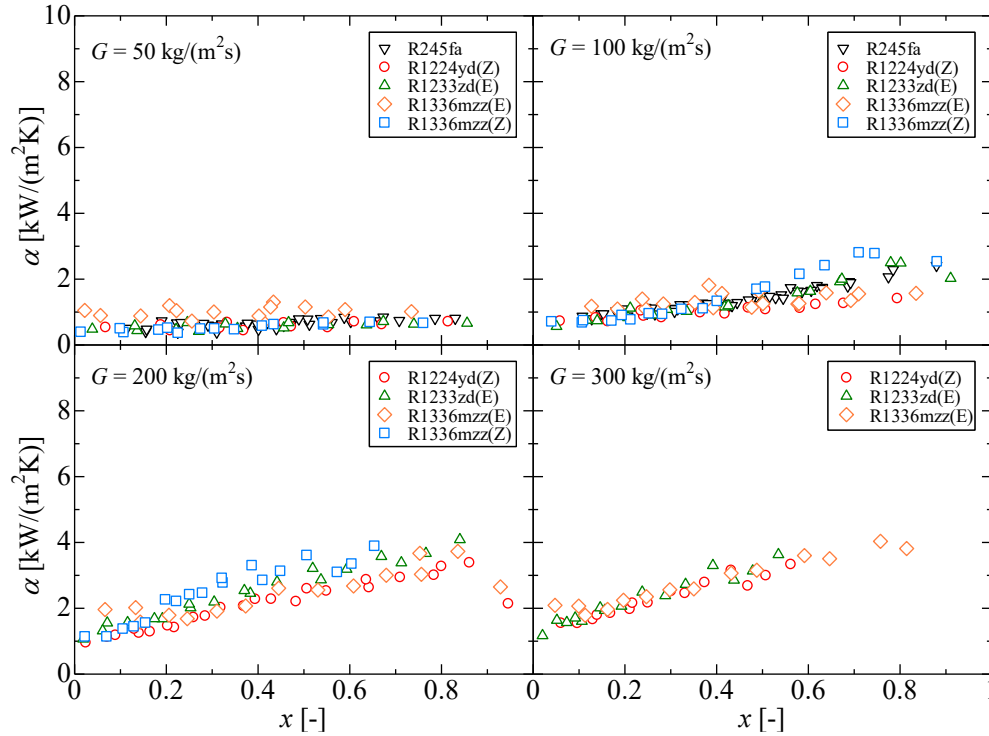 10
8
6
4
2
0
α [kW/(m²K)]
G = 50 kg/(m²s)
R245fa
R1224yd(Z)
R1233zd(E)
R1336mzz(E)
R1336mzz(Z)
G = 100 kg/(m²s)
R245fa
R1224yd(Z)
R1233zd(E)
R1336mzz(E)
R1336mzz(Z)
8
6
4
2
0
α [kW/(m²K)]
G = 200 kg/(m²s)
R1224yd(Z)
R1233zd(E)
R1336mzz(E)
R1336mzz(Z)
G = 300 kg/(m²s)
R1224yd(Z)
R1233zd(E)
R1336mzz(E)
0 0.2 0.4 0.6 0.8 0 0.2 0.4 0.6 0.8 1
x [-] x [-]